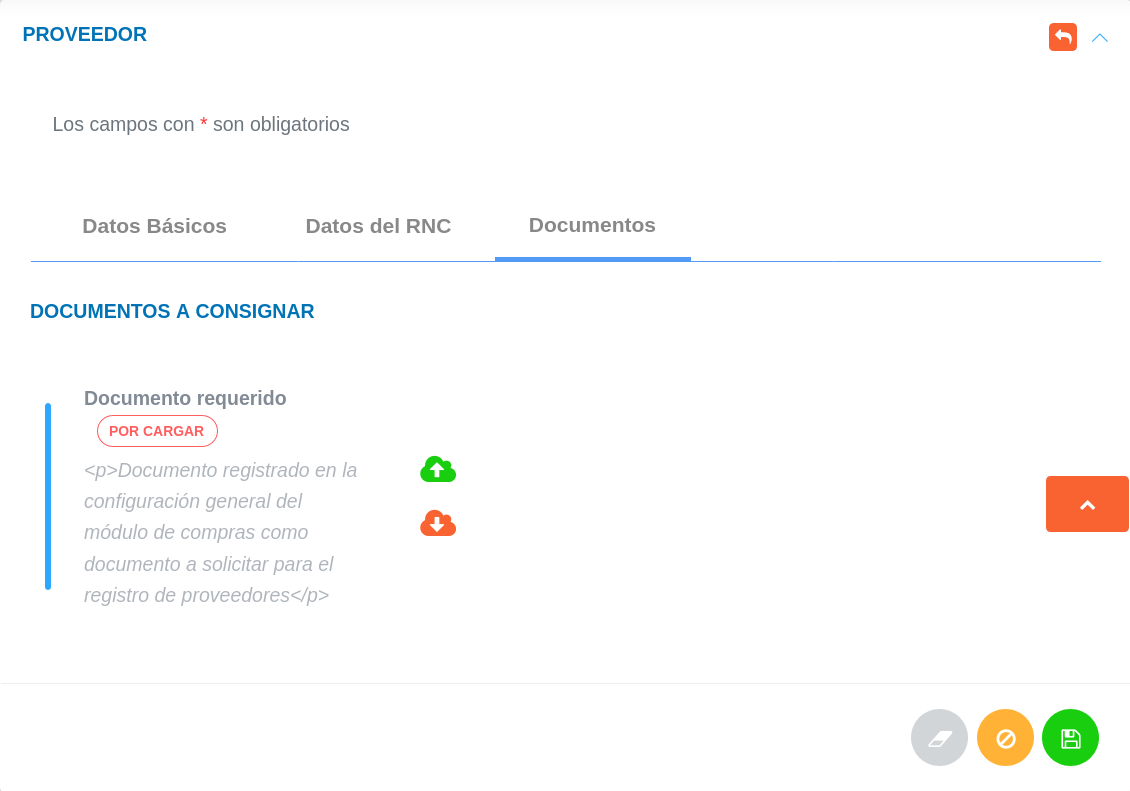 PROVEEDOR
Los campos con * son obligatorios
Datos Básicos
Datos del RNC
Documentos
DOCUMENTOS A CONSIGNAR
Documento requerido
POR CARGAR
<p>Documento registrado en la
configuración general del
módulo de compras como
documento a solicitar para el
registro de proveedores</p>